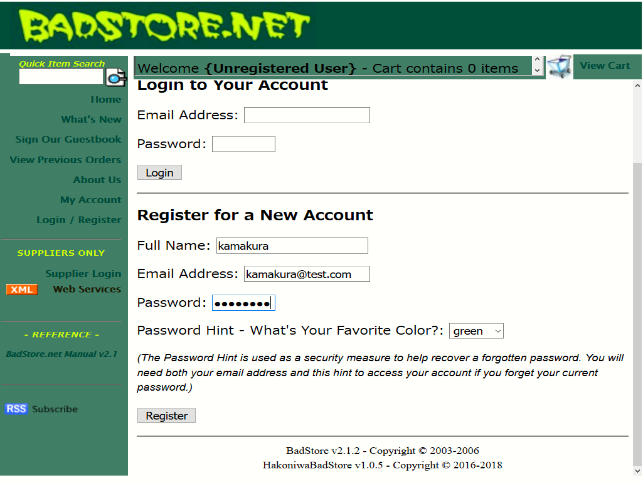 BADSTORE.NET
Quick Item Search
Welcome {Unregistered User} - Cart contains 0 items
View Cart
Home
What's New
Sign Our Guestbook
View Previous Orders
About Us
My Account
Login / Register
SUPPLIERS ONLY
Supplier Login
XML Web Services
- REFERENCE -
BadStore.net Manual v2.1
RSS Subscribe
Login to Your Account
Email Address:
Password:
Login
Register for a New Account
Full Name: kamakura
Email Address: kamakura@test.com
Password: ●●●●●●●●
Password Hint - What's Your Favorite Color?: green
(The Password Hint is used as a security measure to help recover a forgotten password. You will
need both your email address and this hint to access your account if you forget your current
password.)
Register
BadStore v2.1.2 - Copyright © 2003-2006
HakoniwaBadStore v1.0.5 - Copyright © 2016-2018